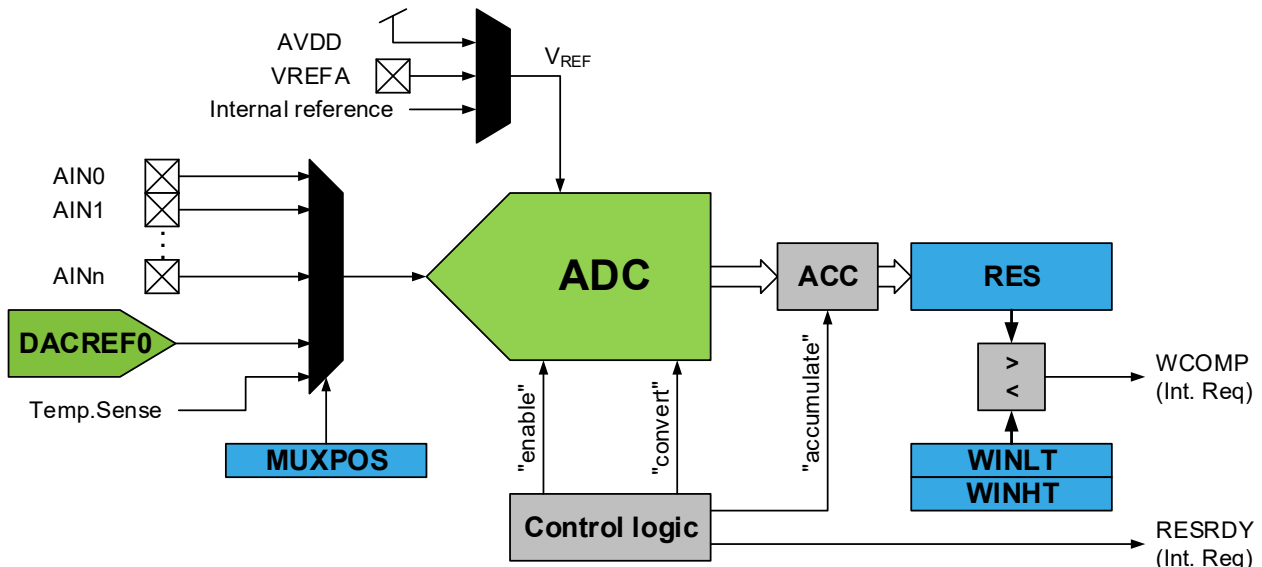 AVDD
VREFA
Internal reference
VREF
AIN0
AIN1
AINn
DACREF0
Temp.Sense
MUXPOS
ADC
ACC
RES
>
<
WCOMP
(Int. Req)
WINLT
WINHT
"enable"
"convert"
"accumulate"
Control logic
RESRDY
(Int. Req)